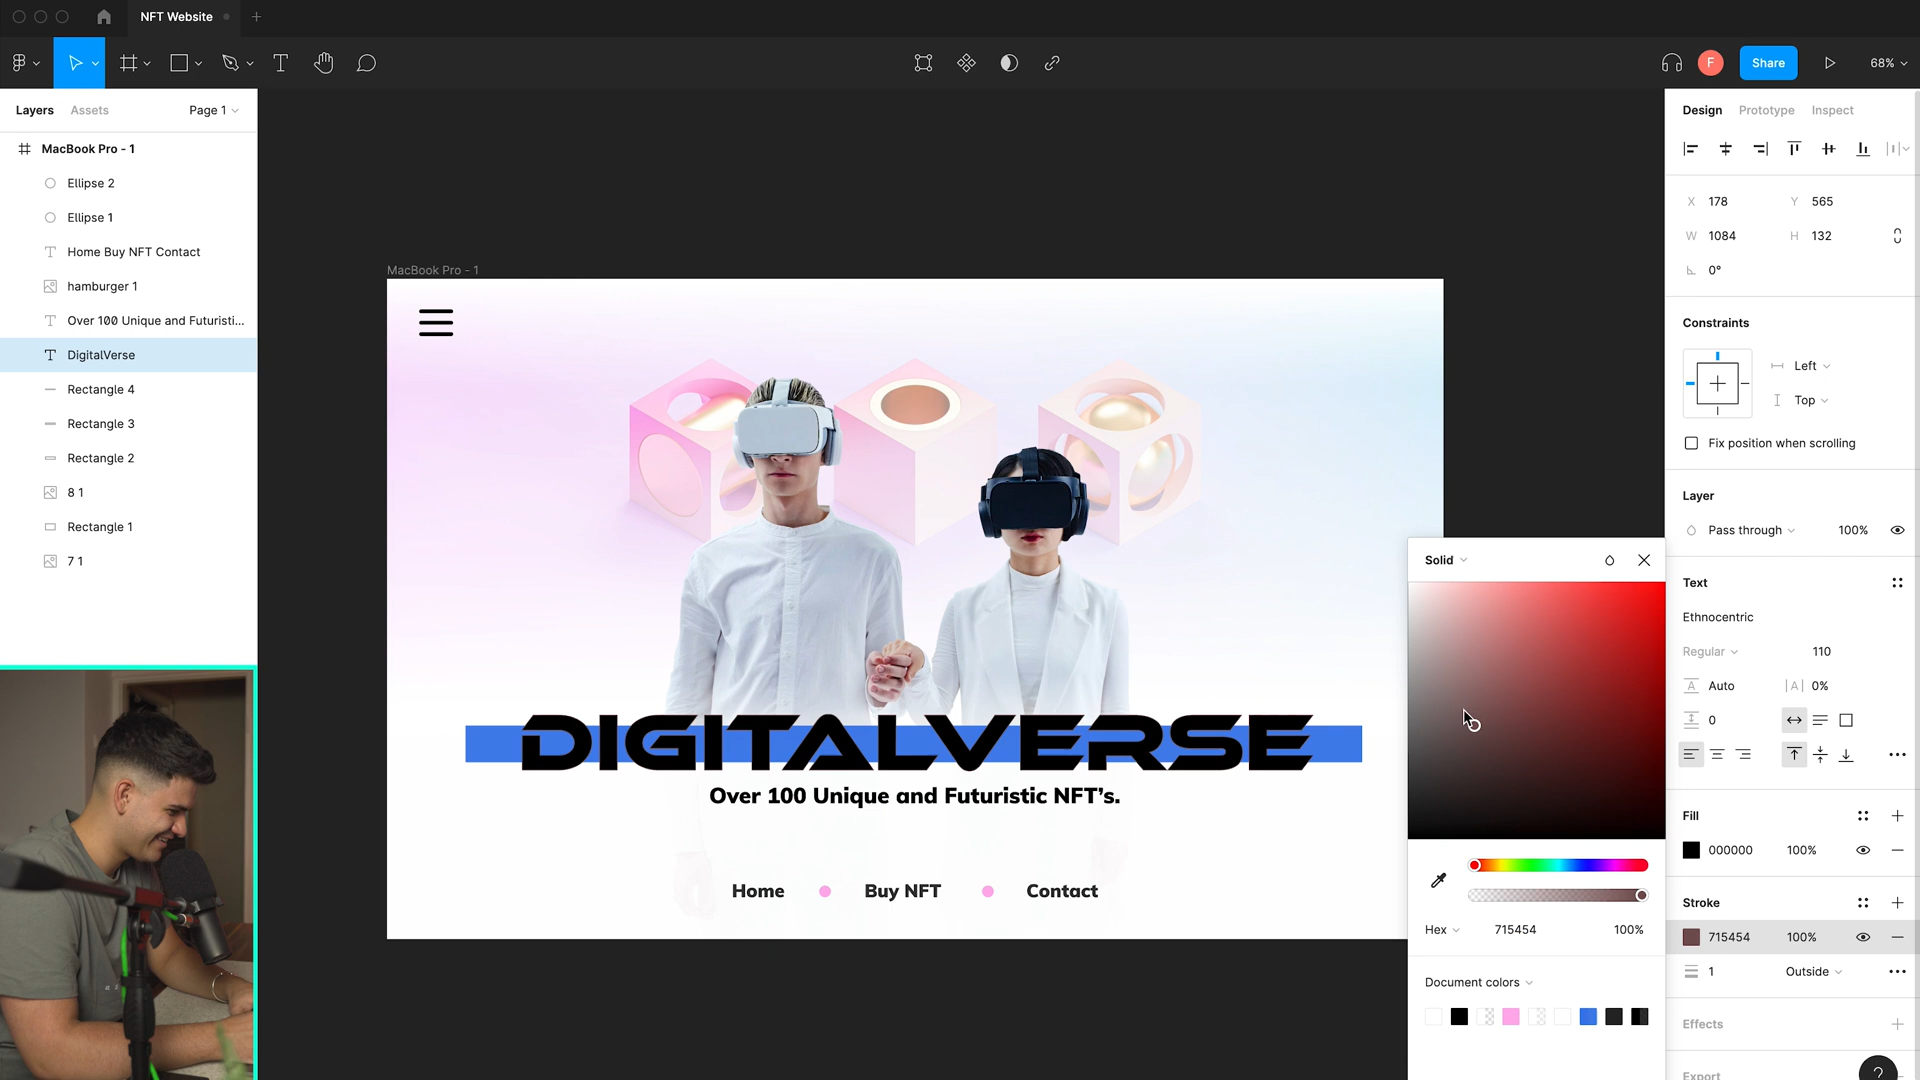 NFT Website
F
Share
68%
Layers
Assets
Page 1
MacBook Pro - 1
Ellipse 2
Ellipse 1
Home Buy NFT Contact
hamburger 1
Over 100 Unique and Futuristi...
DigitalVerse
Rectangle 4
Rectangle 3
Rectangle 2
8 1
Rectangle 1
7 1
MacBook Pro - 1
DIGITALVERSE
Over 100 Unique and Futuristic NFT's.
Home
Buy NFT
Contact
Solid
Hex
715454
100%
Document colors
Design
Prototype
Inspect
X 178
Y 565
W 1084
H 132
0°
Constraints
Left
Top
Fix position when scrolling
Layer
Pass through
100%
Text
Ethnocentric
Regular
110
A Auto
|A| 0%
0
Fill
000000
100%
Stroke
715454
100%
1
Outside
Effects
Export
?